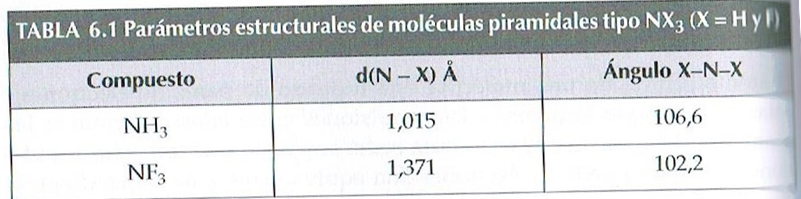 TABLA 6.1 Parámetros estructurales de moléculas piramidales tipo NX₃ (X = H y F)
Compuesto d(N – X) Å Ángulo X–N–X
NH₃ 1,015 106,6
NF₃ 1,371 102,2